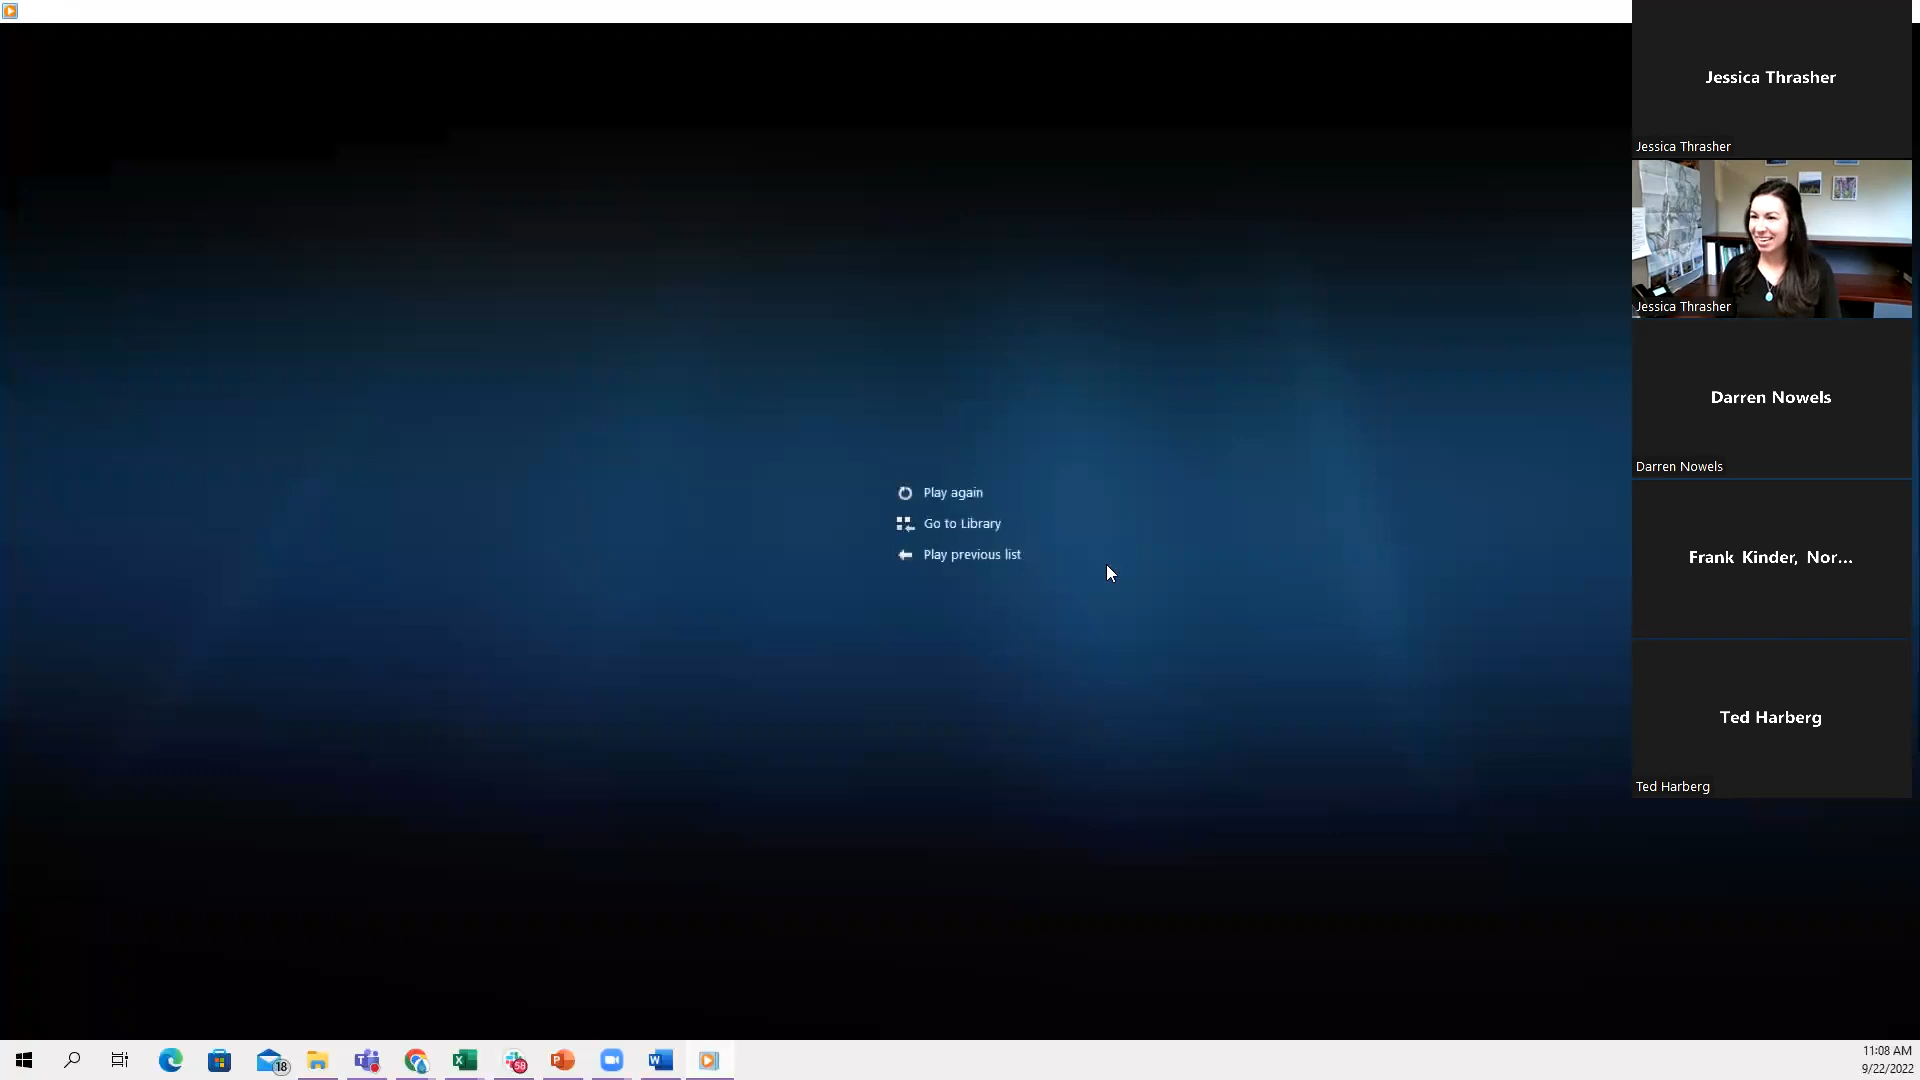 Jessica Thrasher
Jessica Thrasher
Jessica Thrasher
Darren Nowels
Darren Nowels
Frank Kinder, Nor...
Ted Harberg
Ted Harberg
Play again
Go to Library
Play previous list
18
58
11:08 AM
9/22/2022